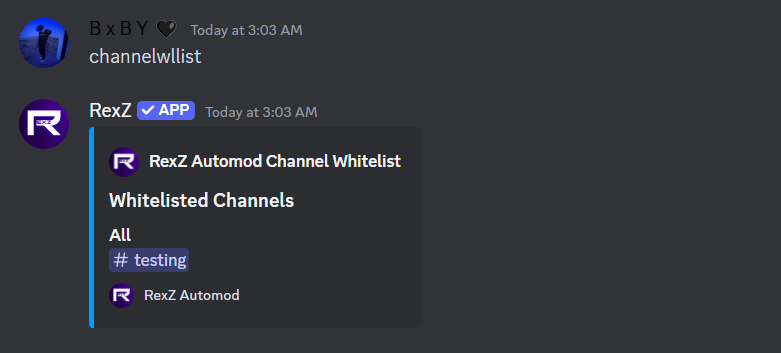 B x B Y 🖤 Today at 3:03 AM
channelwllist
RexZ ✓ APP Today at 3:03 AM
RexZ Automod Channel Whitelist
Whitelisted Channels
All
# testing
RexZ Automod